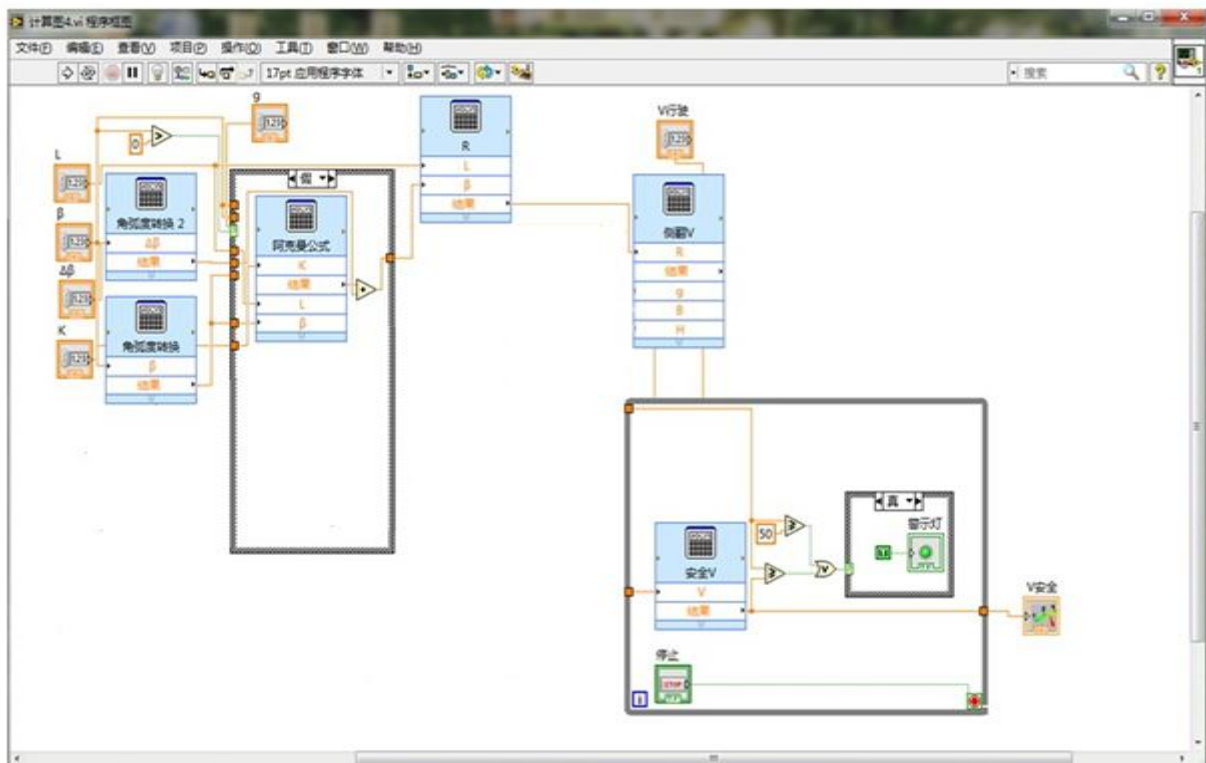 计算图4.vi 程序框图
文件(F) 编辑(E) 查看(V) 项目(P) 操作(O) 工具(T) 窗口(W) 帮助(H)
17pt 应用程序字体
搜索
g
0
L
β
Δβ
K
角弧度转换 2
Δβ
结果
角弧度转换
β
结果
假
阿克曼公式
K
结果
L
β
R
L
β
结果
V行驶
侧翻V
R
结果
g
B
H
50
安全V
V
结果
真
警示灯
T
V安全
停止
STOP
i